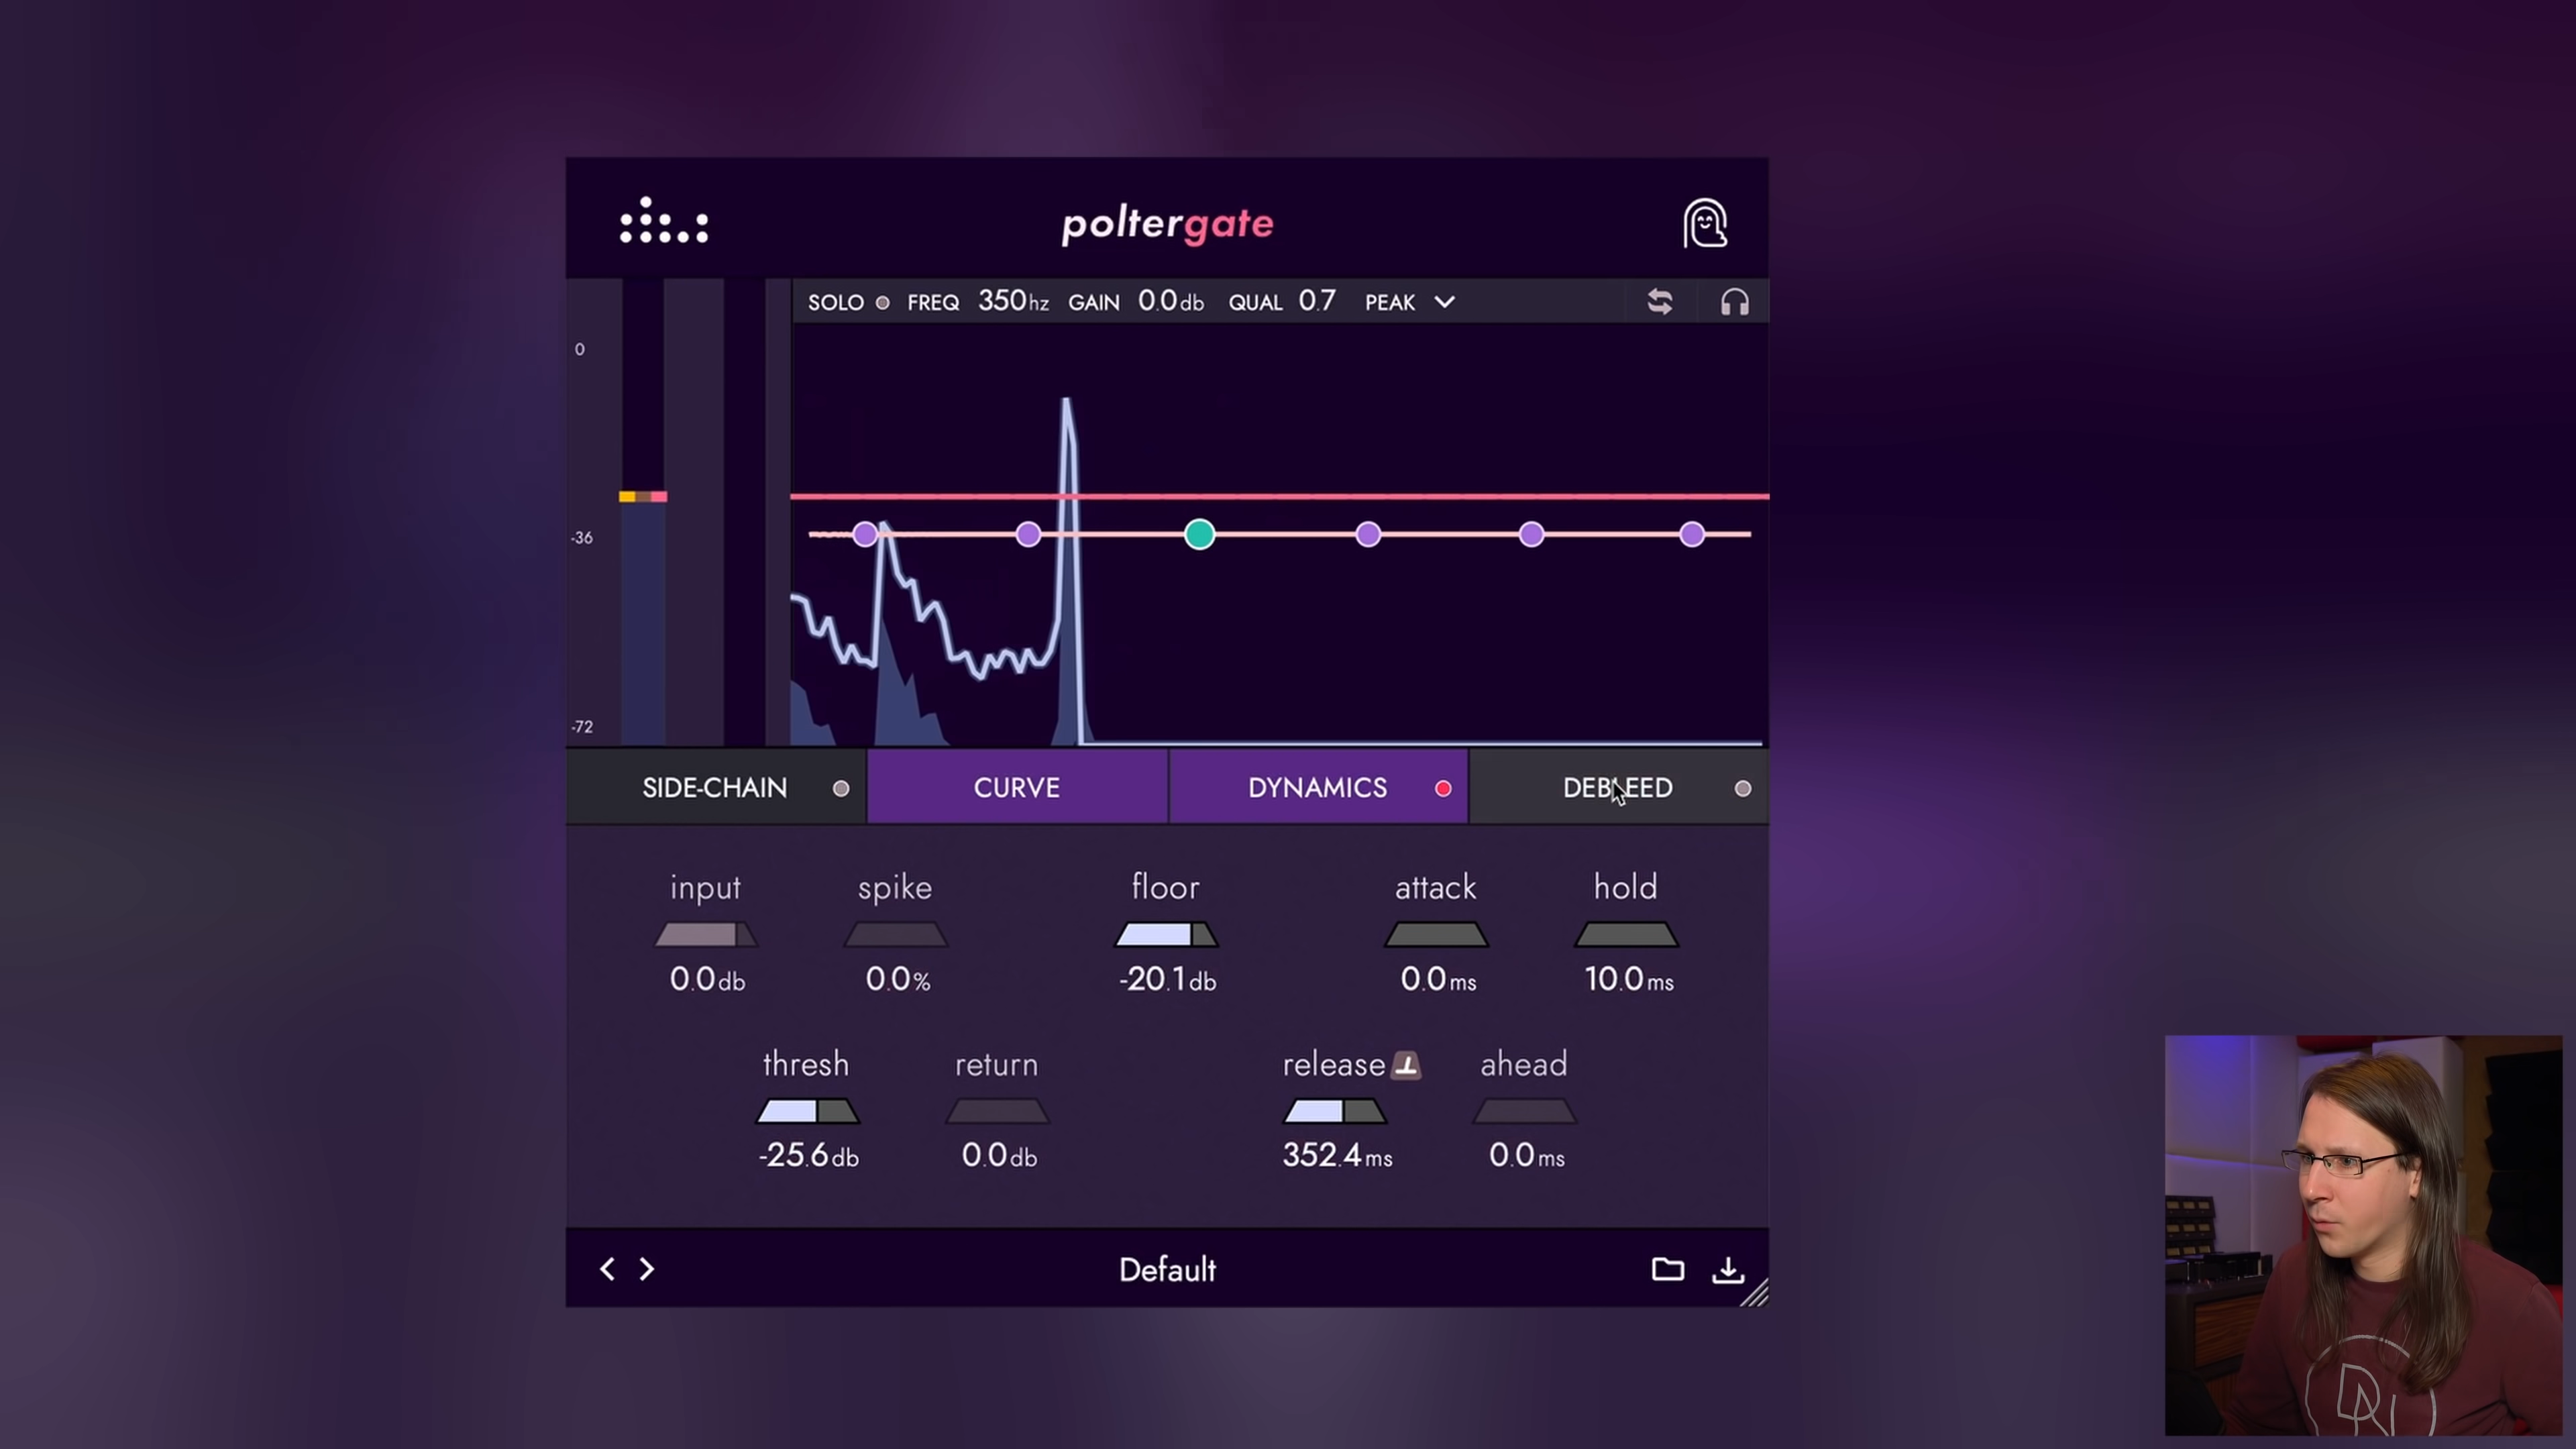 poltergate
SOLO FREQ 350hz GAIN 0.0db QUAL 0.7 PEAK
0
-36
-72
SIDE-CHAIN CURVE DYNAMICS DEBLEED
input spike floor attack hold
0.0db 0.0% -20.1db 0.0ms 10.0ms
thresh return release ahead
-25.6db 0.0db 352.4ms 0.0ms
Default